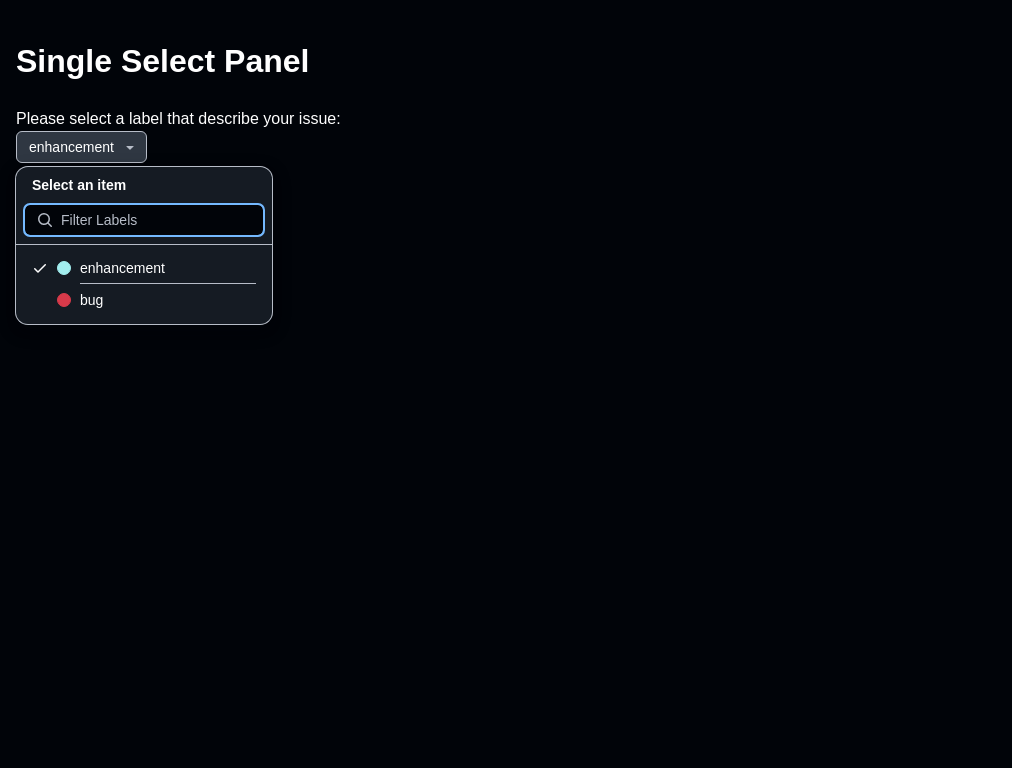 Single Select Panel
Please select a label that describe your issue:
enhancement
Select an item
Filter Labels
enhancement
bug